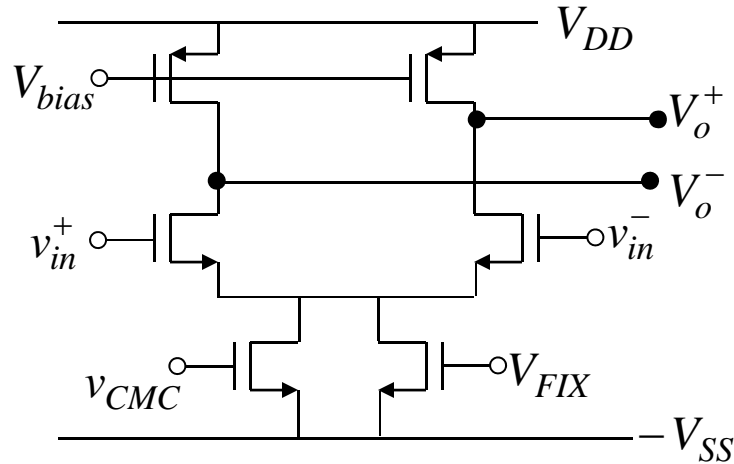 V_DD
V_bias
V_o^+
V_o^-
v_in^+
v_in^-
v_CMC
V_FIX
-V_SS